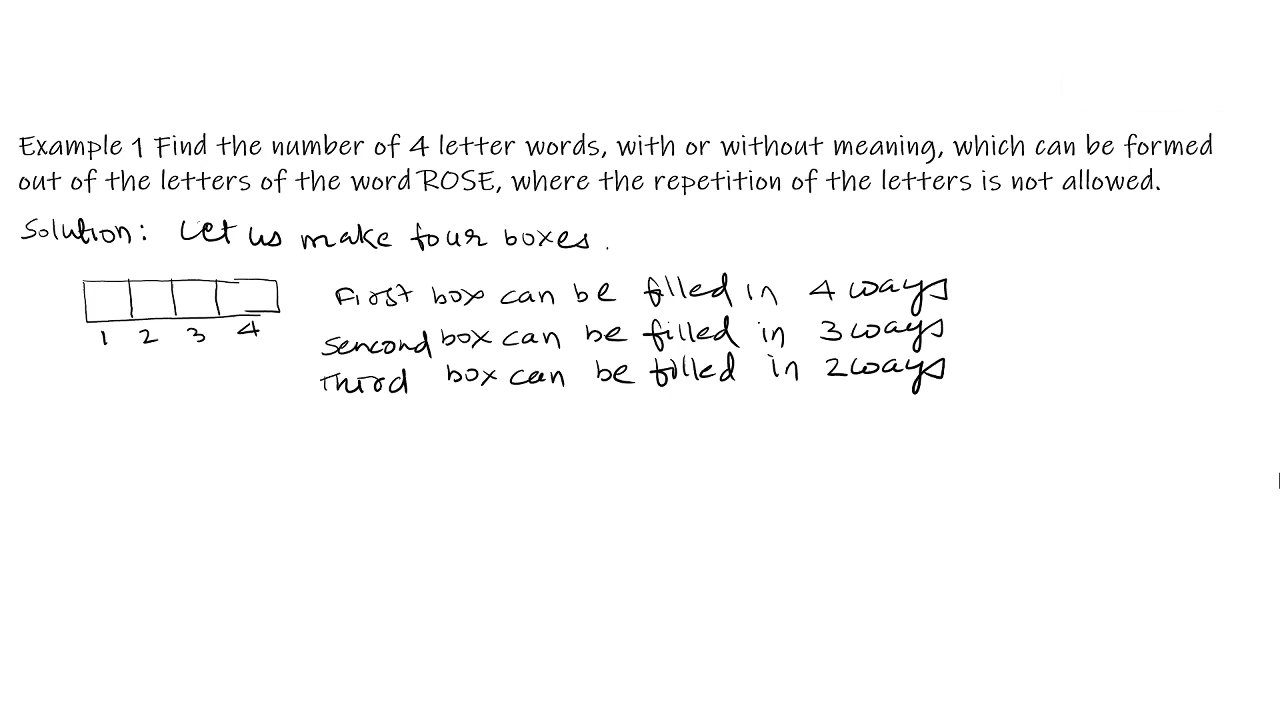 Example 1 Find the number of 4 letter words, with or without meaning, which can be formed
out of the letters of the word ROSE, where the repetition of the letters is not allowed.
Solution: Let us make four boxes.
First box can be filled in 4 ways
1 2 3 4
Sencond box can be filled in 3 ways
Third box can be filled in 2 ways